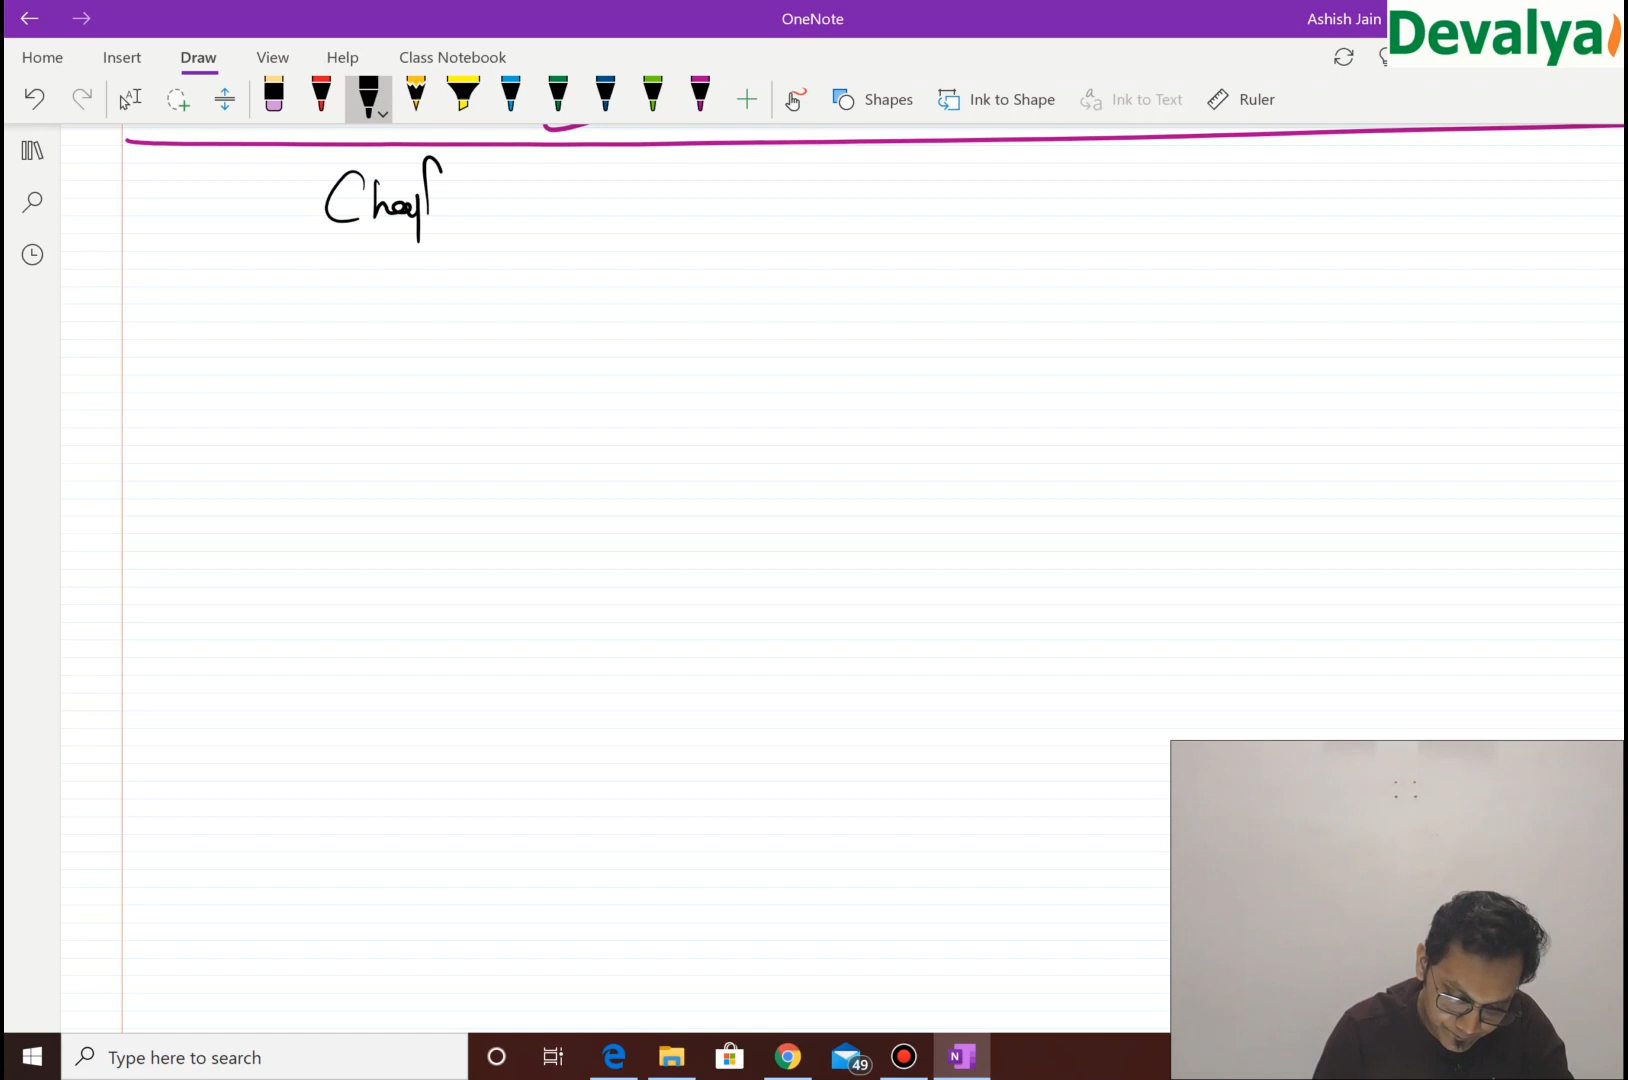 OneNote
Ashish Jain
Devalya
Home Insert Draw View Help Class Notebook
Shapes Ink to Shape Ink to Text Ruler
Chap
Type here to search
49
N